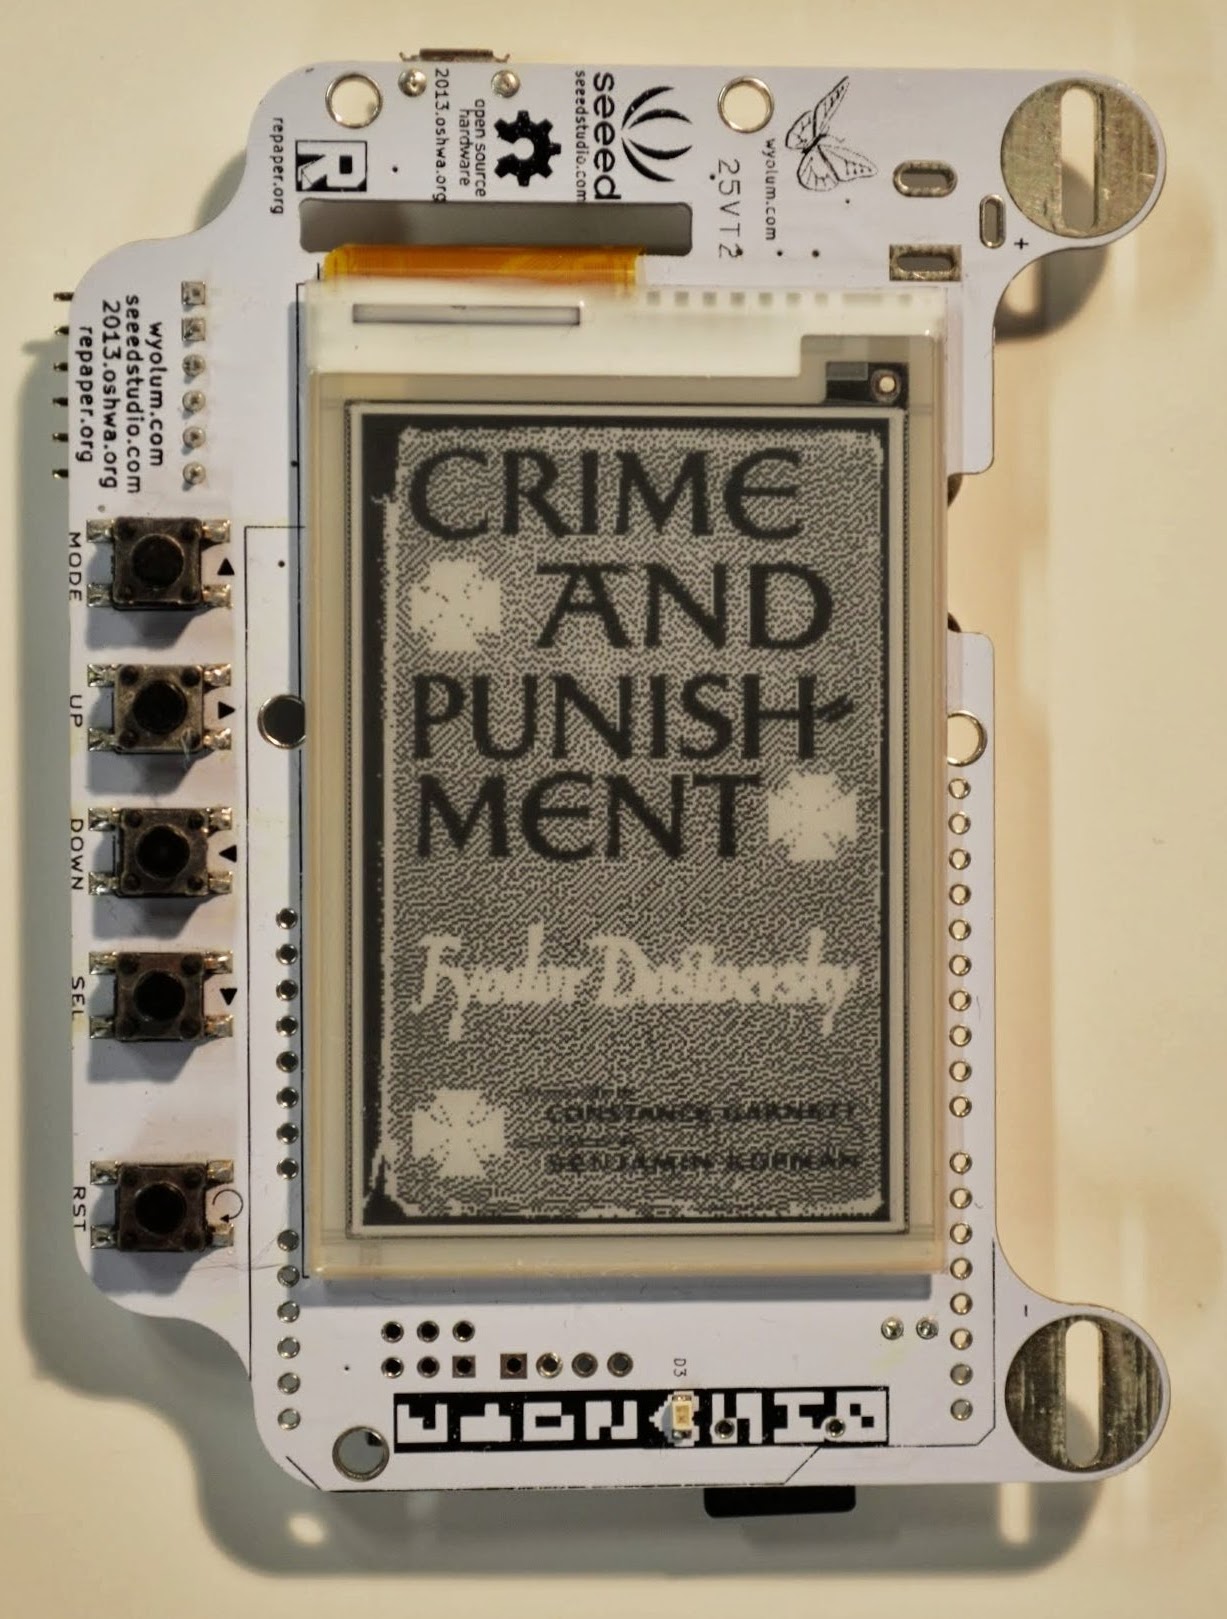 2013.oshwa.org
open source
hardware
seeed
seeedstudio.com
25VT2
wyolum.com
R
repaper.org
+
wyolum.com
seeedstudio.com
2013.oshwa.org
repaper.org
CRIME
AND
PUNISH-
MENT
Fyodor Dostoevsky
CONSTANCE GARNETT
BENJAMIN KOPMAN
MODE
UP
DOWN
SEL
RST
-
D3